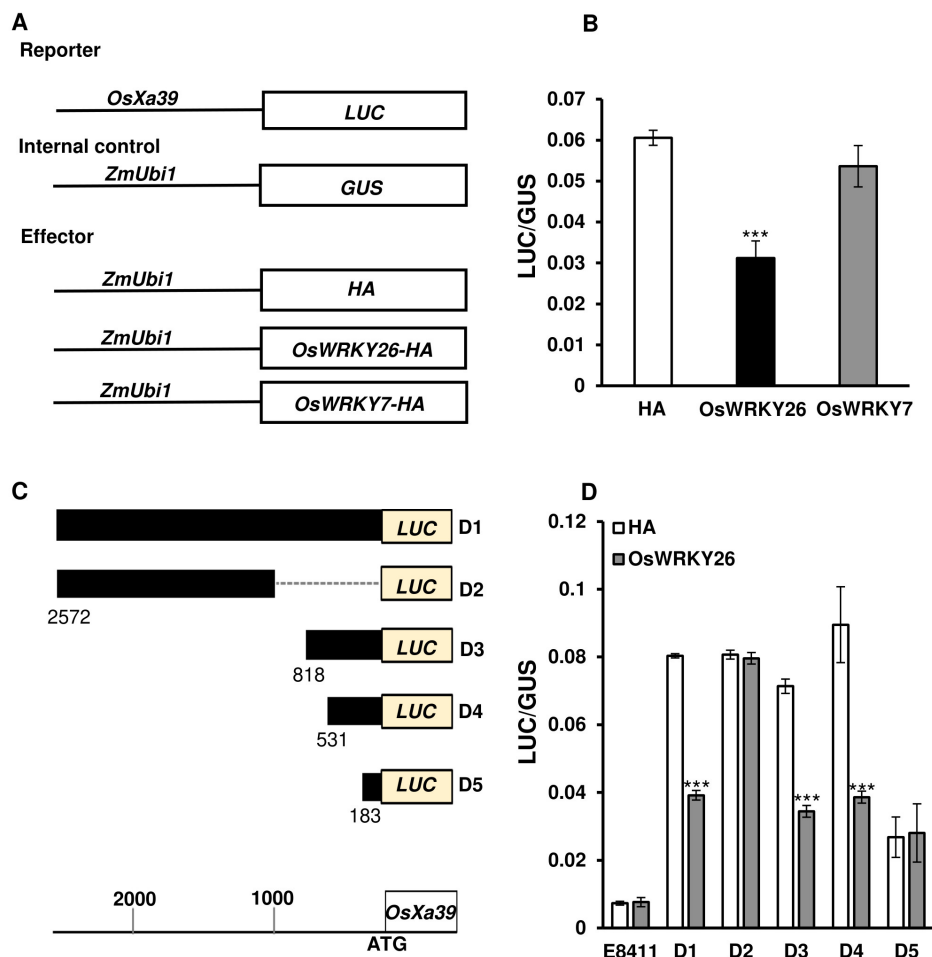 A
Reporter
OsXa39
LUC
Internal control
ZmUbi1
GUS
Effector
ZmUbi1
HA
ZmUbi1
OsWRKY26-HA
ZmUbi1
OsWRKY7-HA
B
LUC/GUS
0.07
0.06
0.05
0.04
0.03
0.02
0.01
0
***
HA OsWRKY26 OsWRKY7
C
LUC D1
LUC D2
2572
LUC D3
818
LUC D4
531
LUC D5
183
2000 1000 OsXa39
ATG
D
HA
OsWRKY26
LUC/GUS
0.12
0.1
0.08
0.06
0.04
0.02
0
*** *** ***
E8411 D1 D2 D3 D4 D5